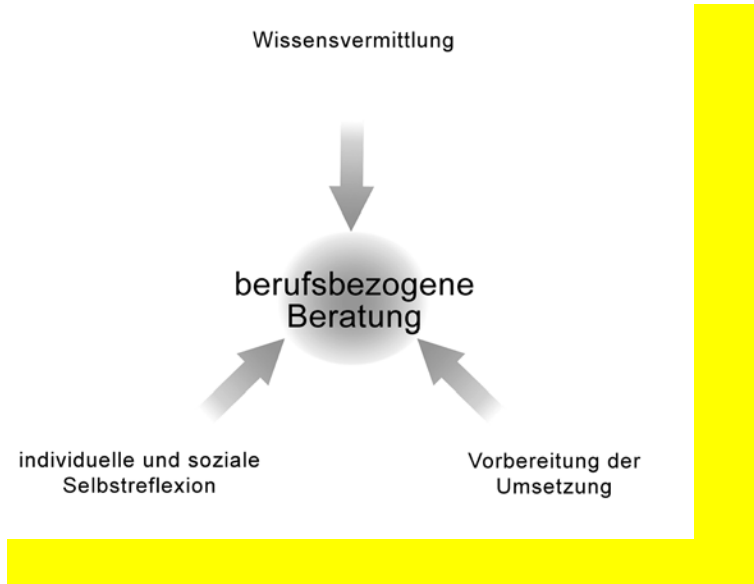 Wissensvermittlung
berufsbezogene
Beratung
individuelle und soziale
Selbstreflexion
Vorbereitung der
Umsetzung